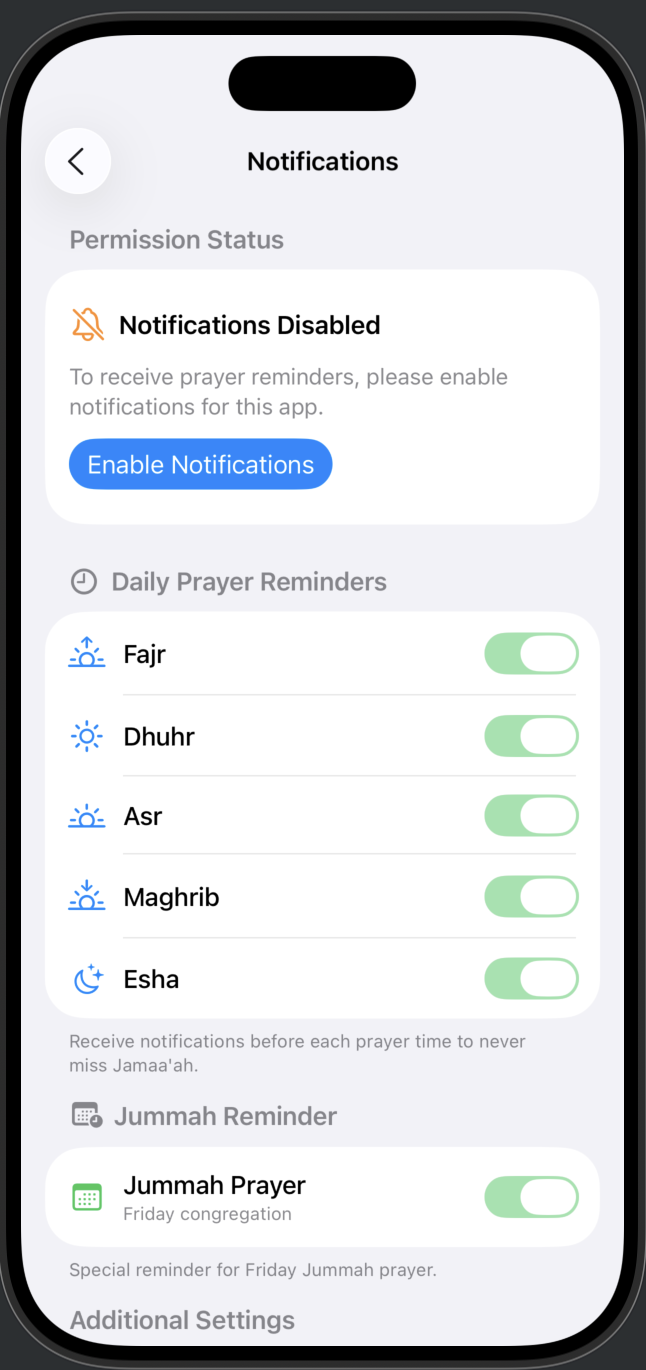 Notifications
Permission Status
Notifications Disabled
To receive prayer reminders, please enable
notifications for this app.
Enable Notifications
Daily Prayer Reminders
Fajr
Dhuhr
Asr
Maghrib
Esha
Receive notifications before each prayer time to never
miss Jamaa'ah.
Jummah Reminder
Jummah Prayer
Friday congregation
Special reminder for Friday Jummah prayer.
Additional Settings